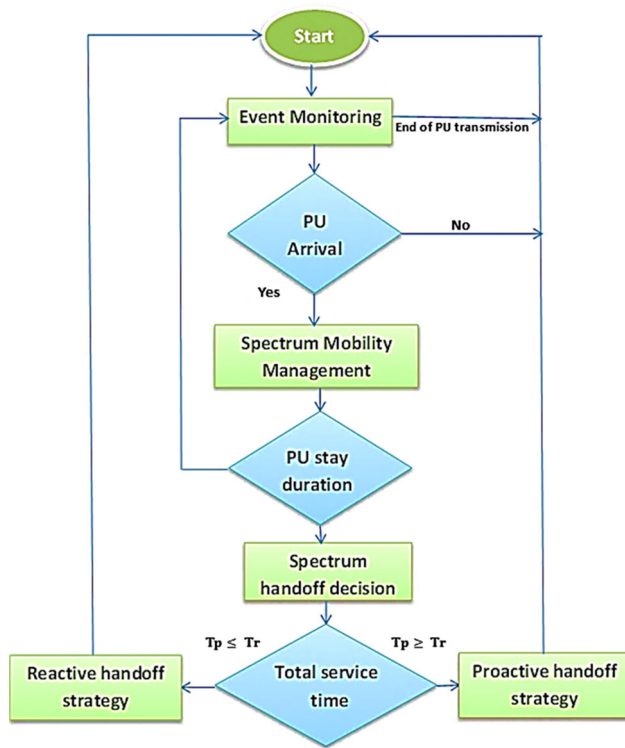 Start
Event Monitoring
End of PU transmission
PU
Arrival
No
Yes
Spectrum Mobility
Management
PU stay
duration
Spectrum
handoff decision
Tp ≤ Tr
Tp ≥ Tr
Total service
time
Reactive handoff
strategy
Proactive handoff
strategy